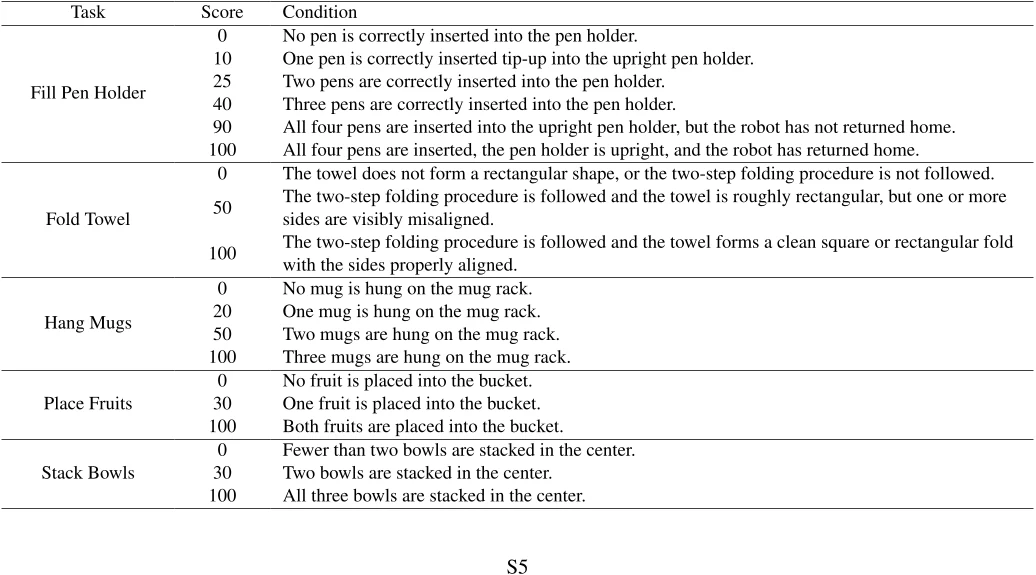 Task Score Condition
Fill Pen Holder
0 No pen is correctly inserted into the pen holder.
10 One pen is correctly inserted tip-up into the upright pen holder.
25 Two pens are correctly inserted into the pen holder.
40 Three pens are correctly inserted into the pen holder.
90 All four pens are inserted into the upright pen holder, but the robot has not returned home.
100 All four pens are inserted, the pen holder is upright, and the robot has returned home.
Fold Towel
0 The towel does not form a rectangular shape, or the two-step folding procedure is not followed.
50 The two-step folding procedure is followed and the towel is roughly rectangular, but one or more
sides are visibly misaligned.
100 The two-step folding procedure is followed and the towel forms a clean square or rectangular fold
with the sides properly aligned.
Hang Mugs
0 No mug is hung on the mug rack.
20 One mug is hung on the mug rack.
50 Two mugs are hung on the mug rack.
100 Three mugs are hung on the mug rack.
Place Fruits
0 No fruit is placed into the bucket.
30 One fruit is placed into the bucket.
100 Both fruits are placed into the bucket.
Stack Bowls
0 Fewer than two bowls are stacked in the center.
30 Two bowls are stacked in the center.
100 All three bowls are stacked in the center.
S5